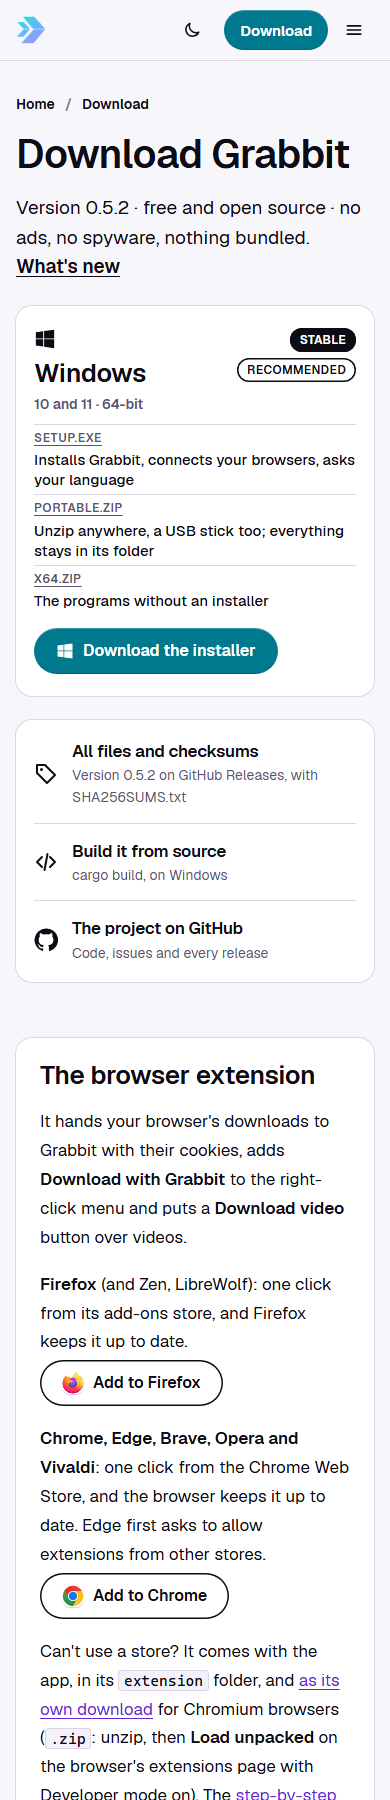 Download
Home / Download
Download Grabbit
Version 0.5.2 · free and open source · no
ads, no spyware, nothing bundled.
What's new
STABLE
Windows
RECOMMENDED
10 and 11 · 64-bit
SETUP.EXE
Installs Grabbit, connects your browsers, asks
your language
PORTABLE.ZIP
Unzip anywhere, a USB stick too; everything
stays in its folder
X64.ZIP
The programs without an installer
Download the installer
All files and checksums
Version 0.5.2 on GitHub Releases, with
SHA256SUMS.txt
Build it from source
cargo build, on Windows
The project on GitHub
Code, issues and every release
The browser extension
It hands your browser's downloads to
Grabbit with their cookies, adds
Download with Grabbit to the right-
click menu and puts a Download video
button over videos.
Firefox (and Zen, LibreWolf): one click
from its add-ons store, and Firefox
keeps it up to date.
Add to Firefox
Chrome, Edge, Brave, Opera and
Vivaldi: one click from the Chrome Web
Store, and the browser keeps it up to
date. Edge first asks to allow
extensions from other stores.
Add to Chrome
Can't use a store? It comes with the
app, in its extension folder, and as its
own download for Chromium browsers
(.zip: unzip, then Load unpacked on
the browser's extensions page with
Developer mode on). The step-by-step